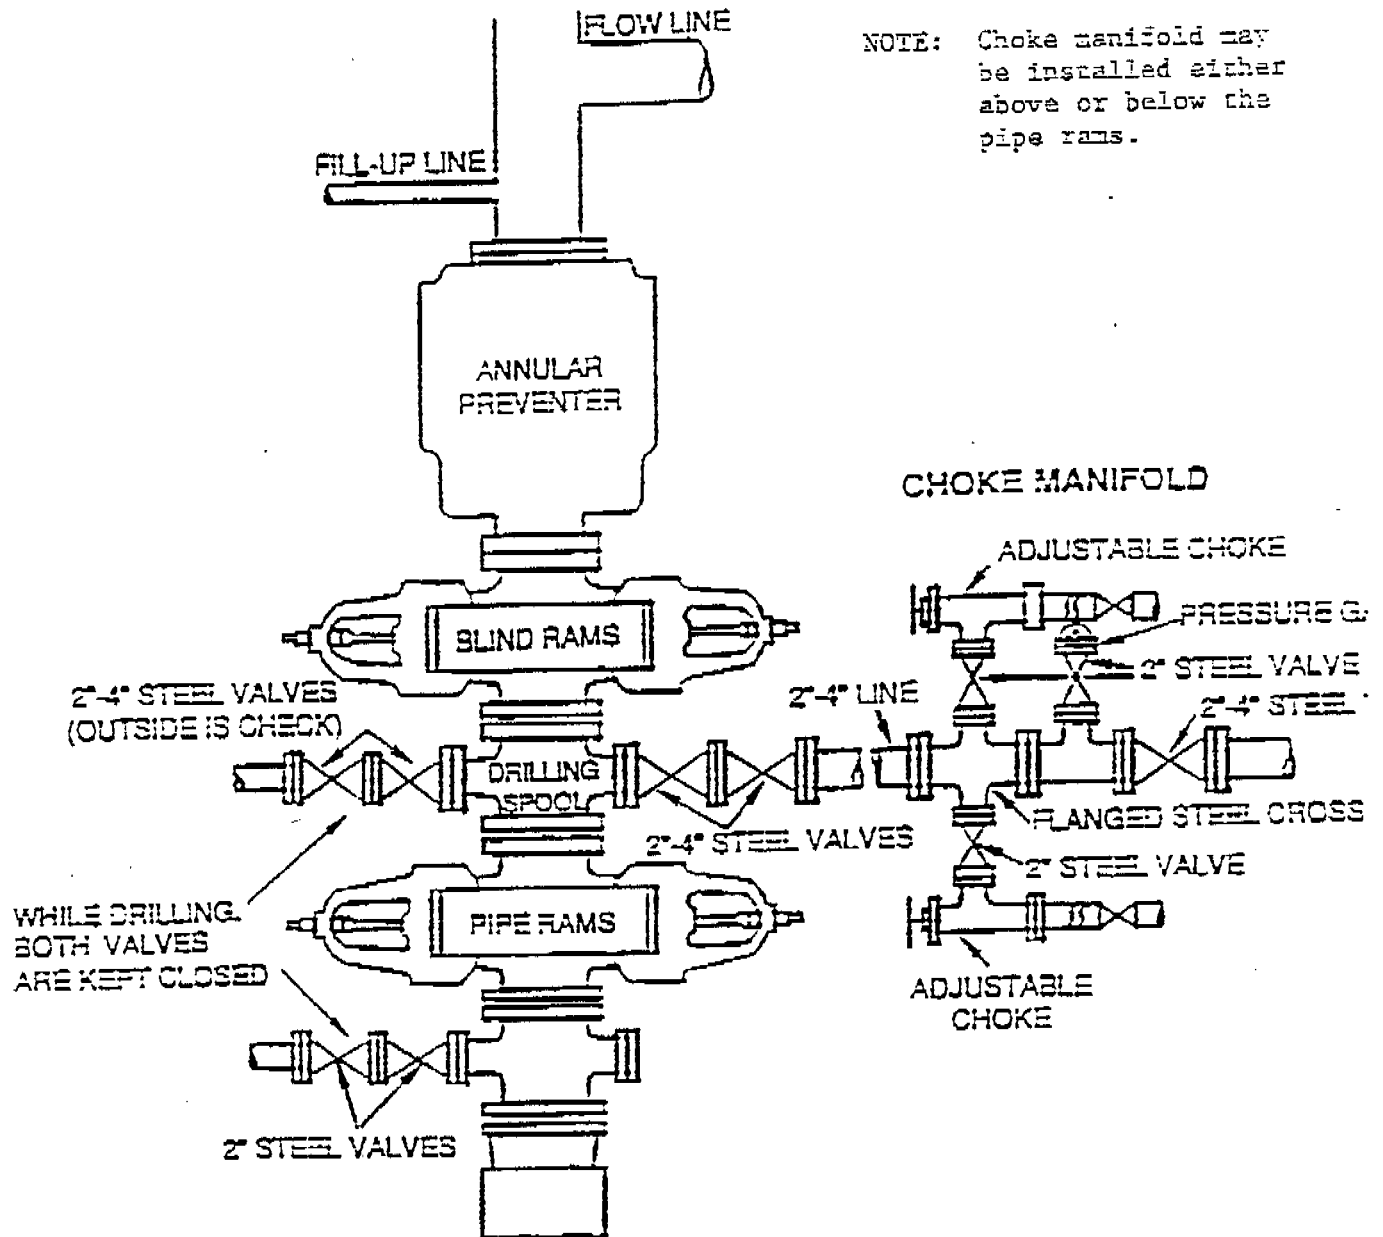 FLOW LINE
NOTE: Choke manifold may
be installed either
above or below the
pipe rams.
FILL-UP LINE
ANNULAR
PREVENTER
CHOKE MANIFOLD
ADJUSTABLE CHOKE
PRESSURE GA
BLIND RAMS
2" STEEL VALVE
2"-4" STEEL VALVES
(OUTSIDE IS CHECK)
2"-4" LINE
2"-4" STEEL
DRILLING
SPOOL
FLANGED STEEL CROSS
2"-4" STEEL VALVES
2" STEEL VALVE
WHILE DRILLING.
BOTH VALVES
ARE KEPT CLOSED
PIPE RAMS
ADJUSTABLE
CHOKE
2" STEEL VALVES